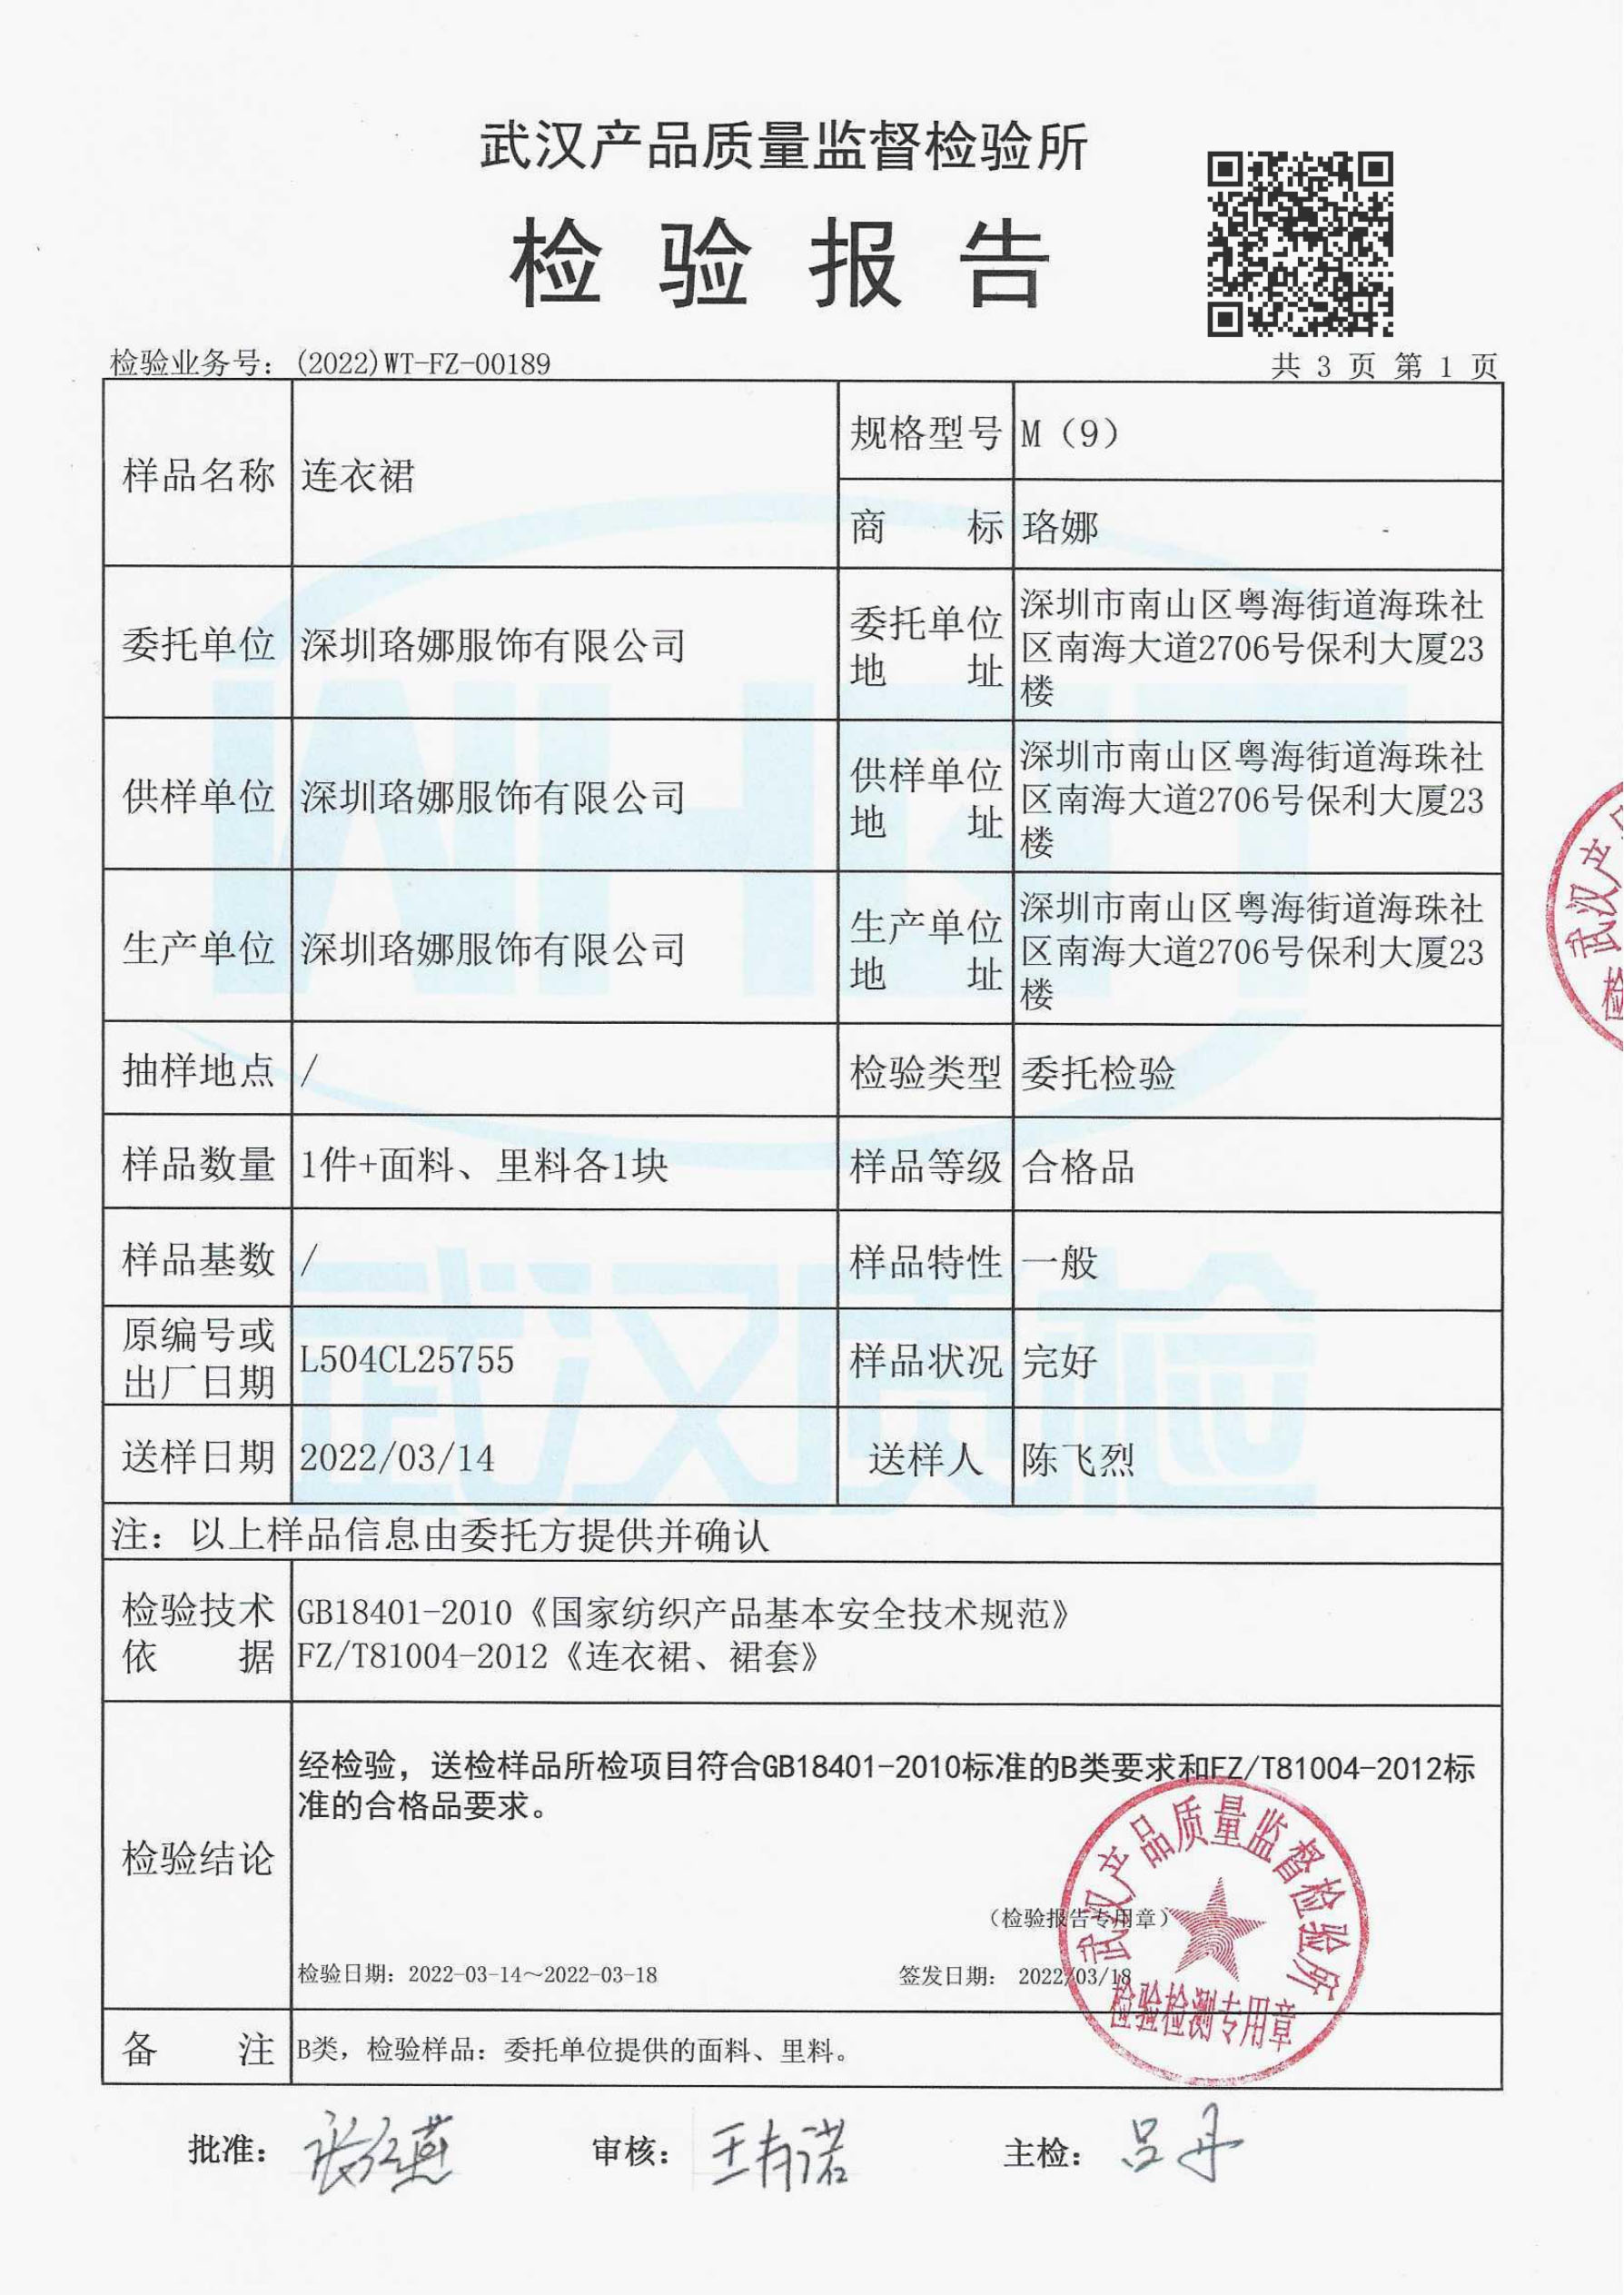 武汉产品质量监督检验所
检验报告
检验业务号：(2022)WT-FZ-00189
共 3 页 第 1 页
样品名称 连衣裙
规格型号 M（9）
商 标 珞娜
委托单位 深圳珞娜服饰有限公司
委托单位
地 址
深圳市南山区粤海街道海珠社
区南海大道2706号保利大厦23
楼
供样单位 深圳珞娜服饰有限公司
供样单位
地 址
深圳市南山区粤海街道海珠社
区南海大道2706号保利大厦23
楼
生产单位 深圳珞娜服饰有限公司
生产单位
地 址
深圳市南山区粤海街道海珠社
区南海大道2706号保利大厦23
楼
抽样地点 / 检验类型 委托检验
样品数量 1件+面料、里料各1块 样品等级 合格品
样品基数 / 样品特性 一般
原编号或
出厂日期
L504CL25755 样品状况 完好
送样日期 2022/03/14 送样人 陈飞烈
注：以上样品信息由委托方提供并确认
检验技术
依 据
GB18401-2010《国家纺织产品基本安全技术规范》
FZ/T81004-2012《连衣裙、裙套》
检验结论
经检验，送检样品所检项目符合GB18401-2010标准的B类要求和FZ/T81004-2012标
准的合格品要求。
（检验报告专用章）
检验日期：2022-03-14～2022-03-18
签发日期： 2022/03/18
武汉产品质量监督检验所
检验检测专用章
备 注 B类，检验样品：委托单位提供的面料、里料。
批准： 审核：王有诺 主检：吕丹
WHQIT
武汉质检
武汉产
检